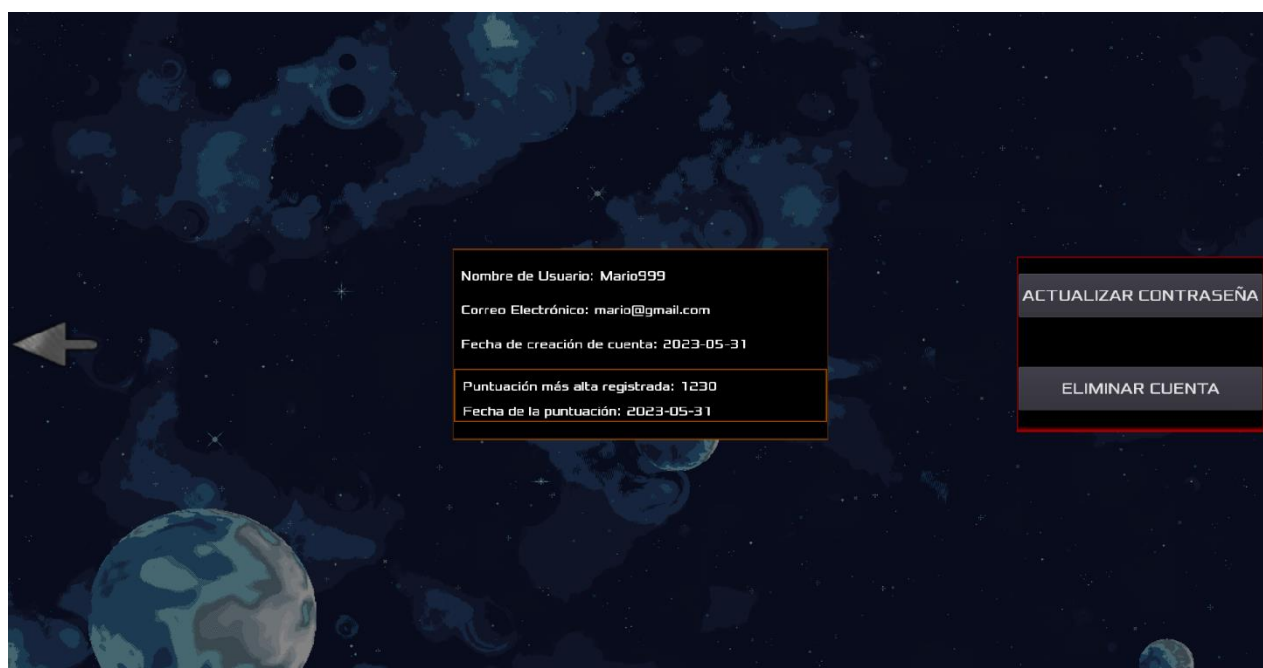 Nombre de Usuario: Mario999
Correo Electrónico: mario@gmail.com
Fecha de creación de cuenta: 2023-05-31
Puntuación más alta registrada: 1230
Fecha de la puntuación: 2023-05-31
ACTUALIZAR CONTRASEÑA
ELIMINAR CUENTA